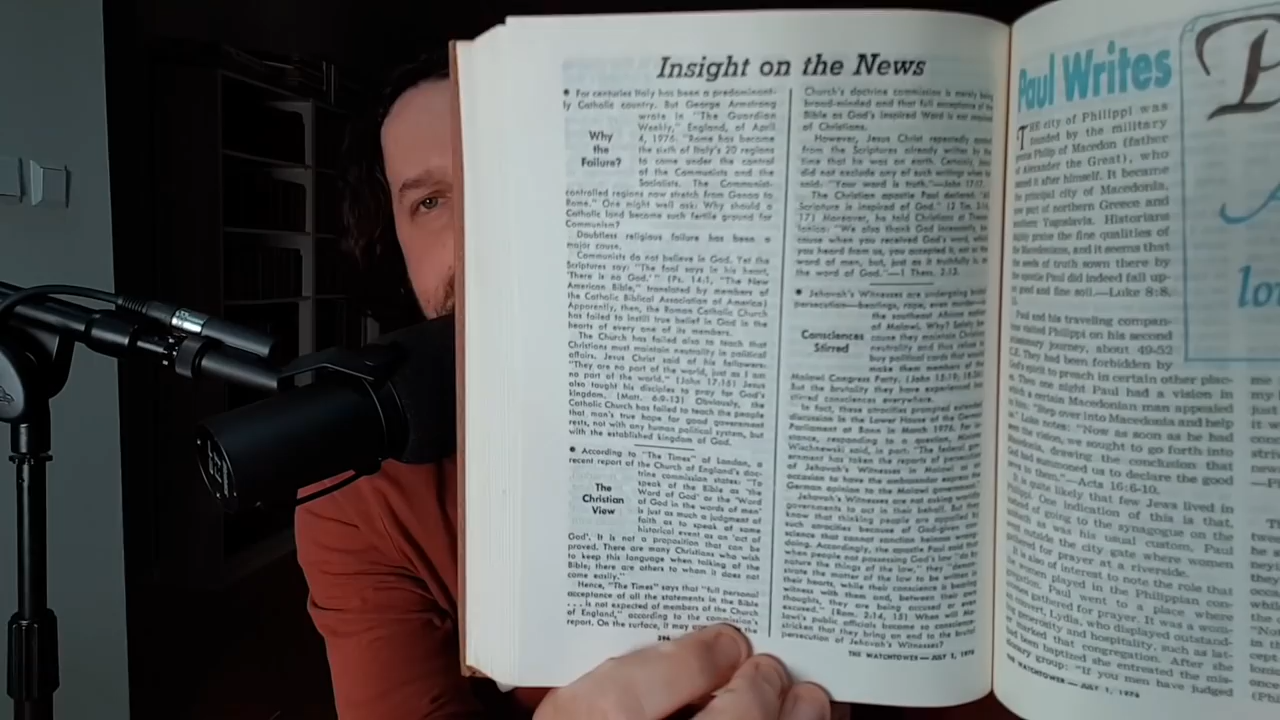 Insight on the News
• For centuries Italy has been a predominant-
ly Catholic country. But George Armstrong
wrote in "The Guardian
Weekly," England, of April
4, 1976: "Rome has become
the sixth of Italy's 20 regions
to come under the control
of the Communists and the
Socialists. The Communist-
controlled regions now stretch from Genoa to
Rome." One might well ask: Why should a
Catholic land become such fertile ground for
Communism?
Why
the
Failure?
Doubtless religious failure has been a
major cause.
Communists do not believe in God. Yet the
Scriptures say: "The fool says in his heart,
'There is no God.'" (Ps. 14:1, "The New
American Bible," translated by members of
the Catholic Biblical Association of America)
Apparently, then, the Roman Catholic Church
has failed to instill true belief in God in the
hearts of every one of its members.
The Church has failed also to teach that
Christians must maintain neutrality in political
affairs. Jesus Christ said of his followers:
"They are no part of the world, just as I am
no part of the world." (John 17:16) Jesus
also taught his disciples to pray for God's
kingdom. (Matt. 6:9-13) Obviously, the
Catholic Church has failed to teach the people
that man's true hope for good government
rests, not with any human political system, but
with the established kingdom of God.
• According to "The Times" of London, a
recent report of the Church of England's doc-
trine commission states: "To
speak of the Bible as 'the
Word of God' or 'the Word
of God in the words of men'
is just as much a judgment of
faith as to speak of some
historical event as an 'act of
God'. It is not a proposition that can be
proved. There are many Christians who wish
to keep this language when talking of the
Bible; there are others to whom it does not
come easily."
The
Christian
View
Hence, "The Times" says that "full personal
acceptance of all the statements in the Bible
. . . is not expected of members of the Church
of England," according to the commission's
report. On the surface, it may the
Church's doctrine commission is merely being
broad-minded and that full acceptance of the
Bible as God's inspired Word is not
of Christians.
However, Jesus Christ repeatedly
from the Scriptures already written by the
time that he was on earth. Certainly, he
did not exclude any of such writings when he
said: "Your word is truth."—John 17:17.
The Christian apostle Paul declared: "All
Scripture is inspired of God." (2 Tim. 3:16,
17) Moreover, he told Christians at Thessa-
lonica: "We also thank God incessantly, be-
cause when you received God's word, which
you heard from us, you accepted it, not as the
word of men, but, just as it truthfully is, as
the word of God."—1 Thess. 2:13.
• Jehovah's Witnesses are undergoing
persecution—beatings, rape, even murder—in
the southeast African nation
of Malawi. Why? Solely be-
cause they maintain Christian
neutrality and thus refuse to
buy political cards that would
make them members of the
Malawi Congress Party. (John 15:19; 18:36)
But the brutality they have experienced has
stirred consciences everywhere.
Consciences
Stirred
In fact, these atrocities prompted extended
discussion in the Lower House of the German
Parliament at Bonn in March 1976. For in-
stance, responding to a question, Minister
Wischnewski said, in part: "The federal gov-
ernment has taken the reports of persecution
of Jehovah's Witnesses in Malawi as
occasion to have the ambassador express the
German opinion to the Malawi government."
Jehovah's Witnesses are not asking worldly
governments to act in their behalf. But they
know that thinking people are appalled by
such atrocities because of God-given con-
science that cannot sanction heinous wrong-
doing. Accordingly, the apostle Paul said that
when people not possessing God's law "do by
nature the things of the law," they "demon-
strate the matter of the law to be written in
their hearts, while their conscience is bearing
witness with them and, between their own
thoughts, they are being accused or even
excused." (Rom. 2:14, 15) When will Ma-
lawi's public officials become so conscience-
stricken that they bring an end to the brutal
persecution of Jehovah's Witnesses?
THE WATCHTOWER—JULY 1, 1976
Paul Writes
THE city of Philippi was
founded by the military
Philip of Macedon (father
of Alexander the Great), who
named it after himself. It became
the principal city of Macedonia,
now part of northern Greece and
southern Yugoslavia. Historians
highly praise the fine qualities of
the Macedonians, and it seems that
the seeds of truth sown there by
the apostle Paul did indeed fall up-
on good and fine soil.—Luke 8:8,
Paul and his traveling compan-
visited Philippi on his second
missionary journey, about 49-52
C.E. They had been forbidden by
God's spirit to preach in certain other plac-
Then one night Paul had a vision in
which a certain Macedonian man appealed
"Step over into Macedonia and help
Luke notes: "Now as soon as he had
seen the vision, we sought to go forth into
Macedonia, drawing the conclusion that
God had summoned us to declare the good
news to them."—Acts 16:6-10.
It is quite likely that few Jews lived in
Philippi. One indication of this is that,
instead of going to the synagogue on the
as was his usual custom, Paul
outside the city gate where women
gathered for prayer at a riverside.
It is also of interest to note the role that
women played in the Philippian con-
gregation. Paul went to a place where
women gathered for prayer. It was a wom-
convert, Lydia, who displayed outstand-
generosity and hospitality, such as lat-
marked that congregation. After she
had been baptized she entreated the mis-
sionary group: "If you men have judged
THE WATCHTOWER—JULY 1, 1976